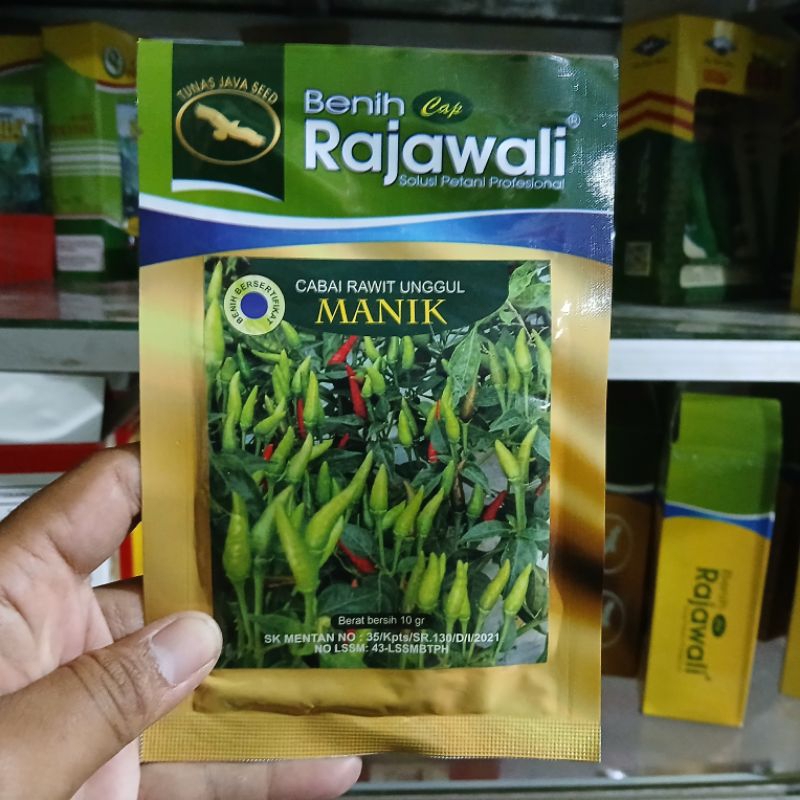 TUNAS JAVA SEED
Benih Cap
Rajawali®
Solusi Petani Profesional
BENIH BERSERTIFIKAT
CABAI RAWIT UNGGUL
MANIK
Berat bersih 10 gr
SK MENTAN NO : 35/Kpts/SR.130/D/I/2021
NO LSSM: 43-LSSMBTPH
Benih
Rajawali